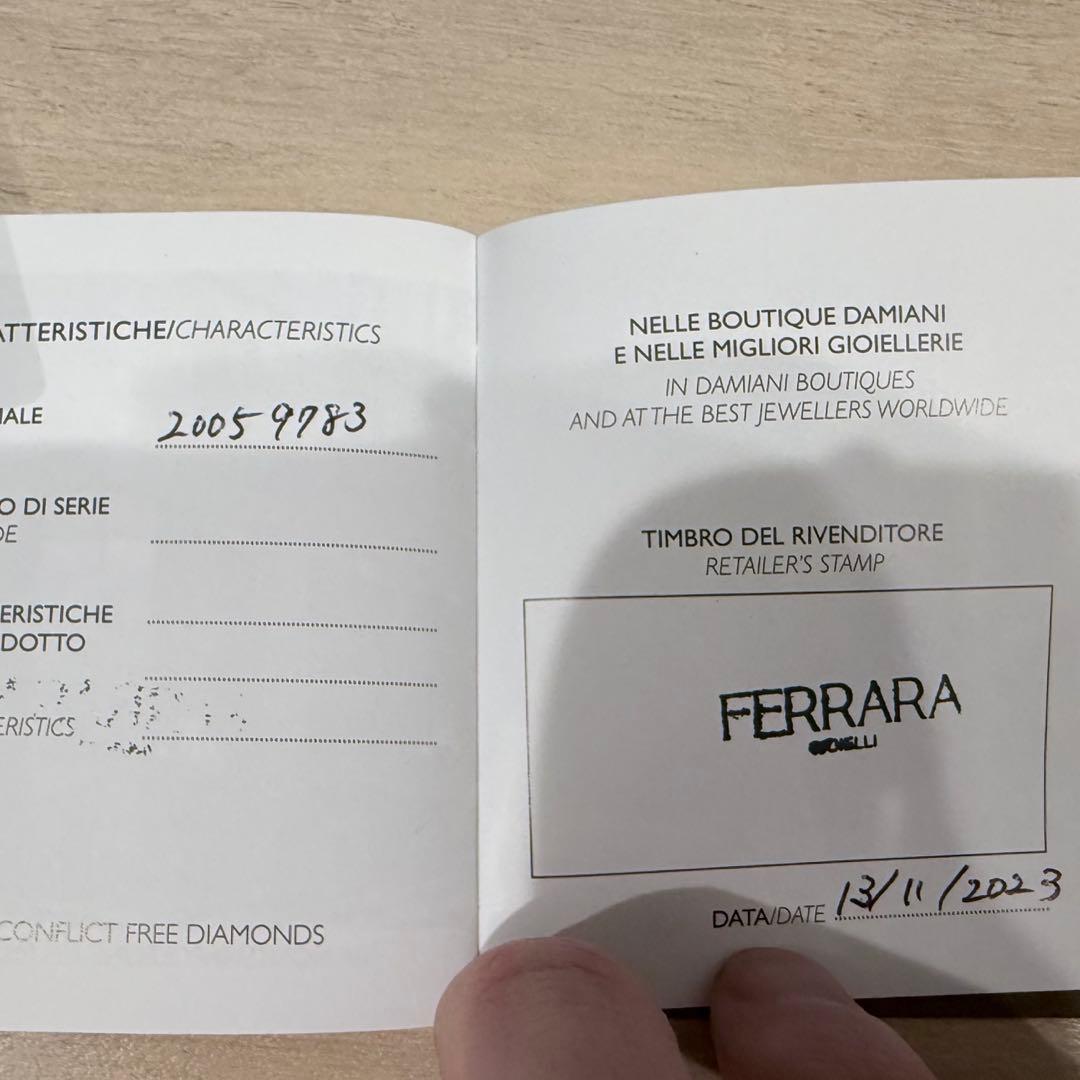 ATTERISTICHE/CHARACTERISTICS
IALE 20059783
O DI SERIE
DE
ERISTICHE
DOTTO
ERISTICS
CONFLICT FREE DIAMONDS
NELLE BOUTIQUE DAMIANI
E NELLE MIGLIORI GIOIELLERIE
IN DAMIANI BOUTIQUES
AND AT THE BEST JEWELLERS WORLDWIDE
TIMBRO DEL RIVENDITORE
RETAILER'S STAMP
FERRARA
GIOIELLI
DATA/DATE 13/11/2023